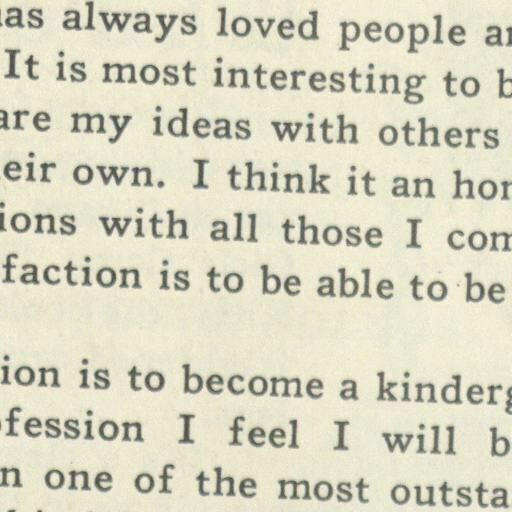 as always loved people
It is most interesting to b
are my ideas with others
eir own. I think it an hon
ions with all those I com
faction is to be able to be
ion is to become a kinderg
fession I feel I will b
n one of the most outsta